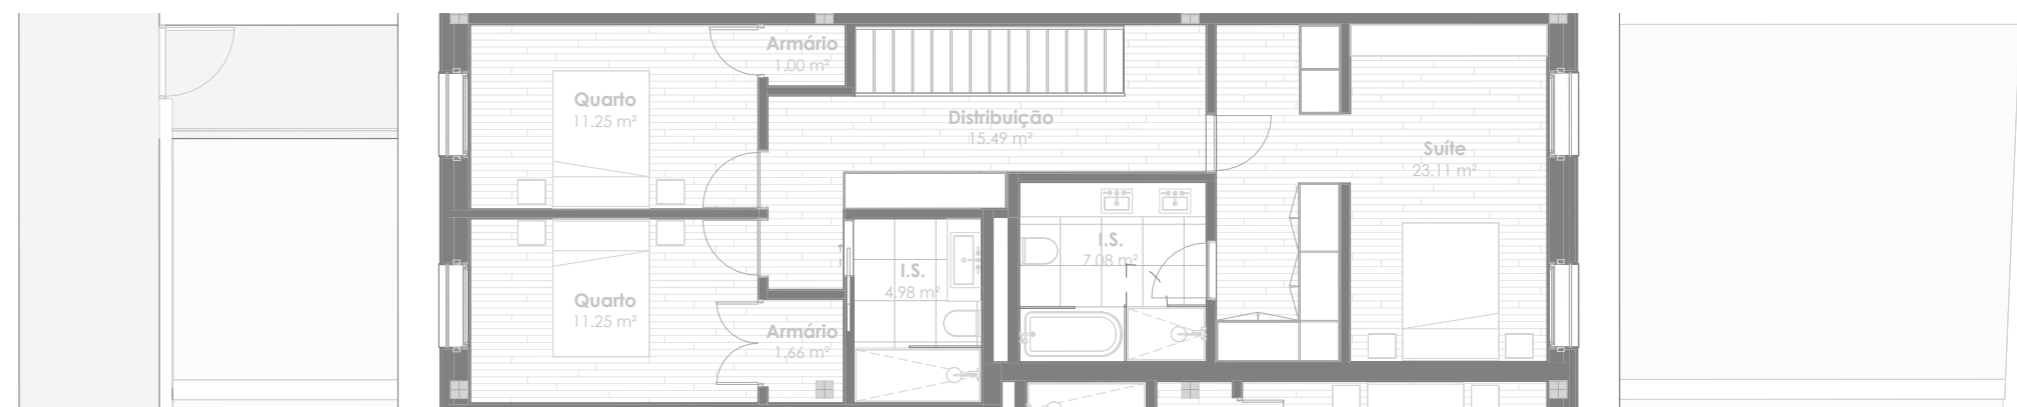 Armário
1.00 m²
Quarto
11.25 m²
Distribuição
15.49 m²
Suíte
23.11 m²
I.S.
7.08 m²
I.S.
4.98 m²
Quarto
11.25 m²
Armário
1.66 m²